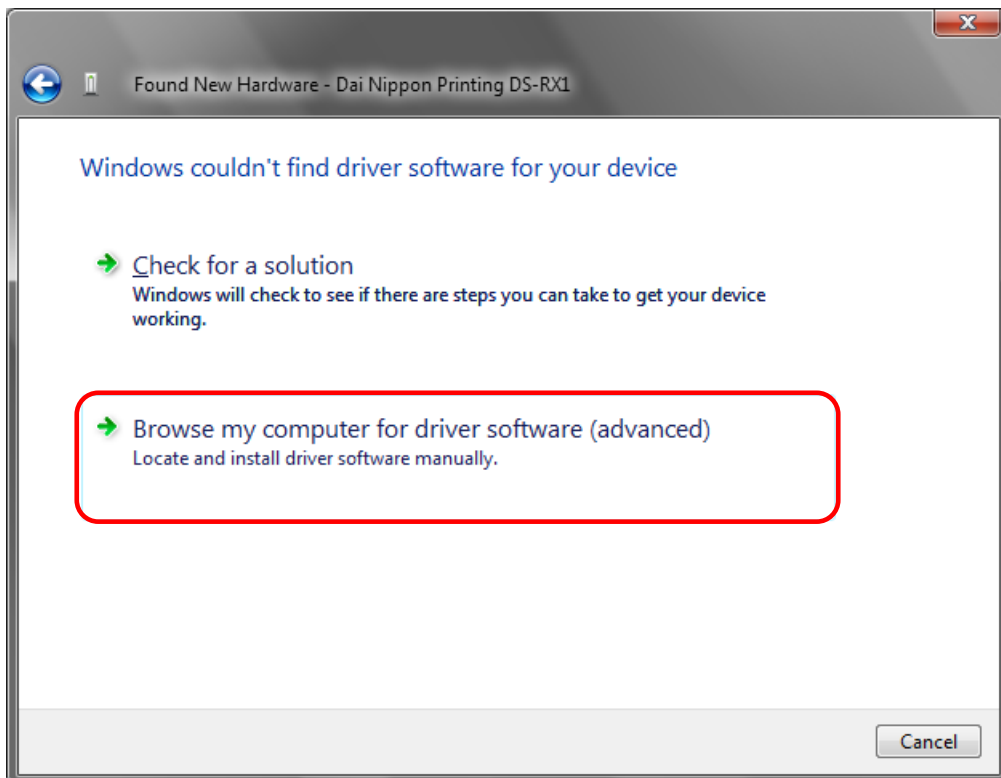 Found New Hardware - Dai Nippon Printing DS-RX1
Windows couldn't find driver software for your device
Check for a solution
Windows will check to see if there are steps you can take to get your device
working.
Browse my computer for driver software (advanced)
Locate and install driver software manually.
Cancel